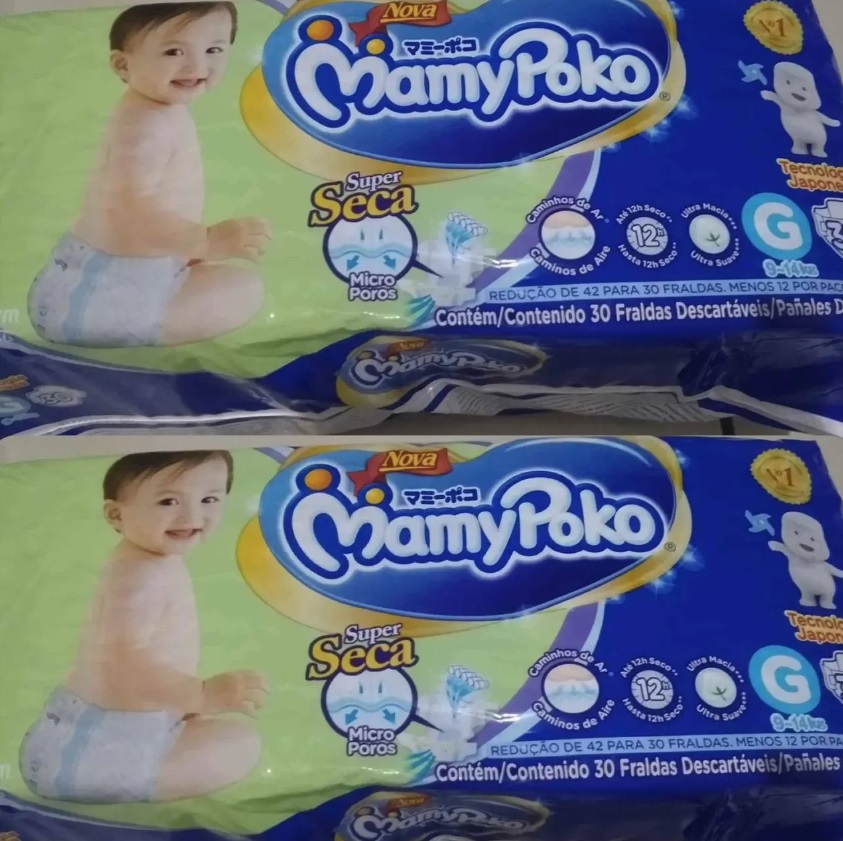 Nova
マミーポコ
MamyPoko
®
Nº1
Super
Seca
Micro
Poros
Caminhos de Ar
Caminos de Aire
Até 12h Seco
12h
Hasta 12h Seco
Ultra Macia
Ultra Suave
Tecnolog
Japone
G
9-14kg
REDUÇÃO DE 42 PARA 30 FRALDAS. MENOS 12 POR PAC
Contém/Contenido 30 Fraldas Descartáveis/Pañales D
Nova
MamyPoko
G
30
Nova
マミーポコ
MamyPoko
®
Nº1
Super
Seca
Micro
Poros
Caminhos de Ar
Caminos de Aire
Até 12h Seco
12h
Hasta 12h Seco
Ultra Macia
Ultra Suave
Tecnolo
Japon
G
9-14kg
REDUÇÃO DE 42 PARA 30 FRALDAS. MENOS 12 POR PA
Contém/Contenido 30 Fraldas Descartáveis/Pañales
Nova
MamyPoko